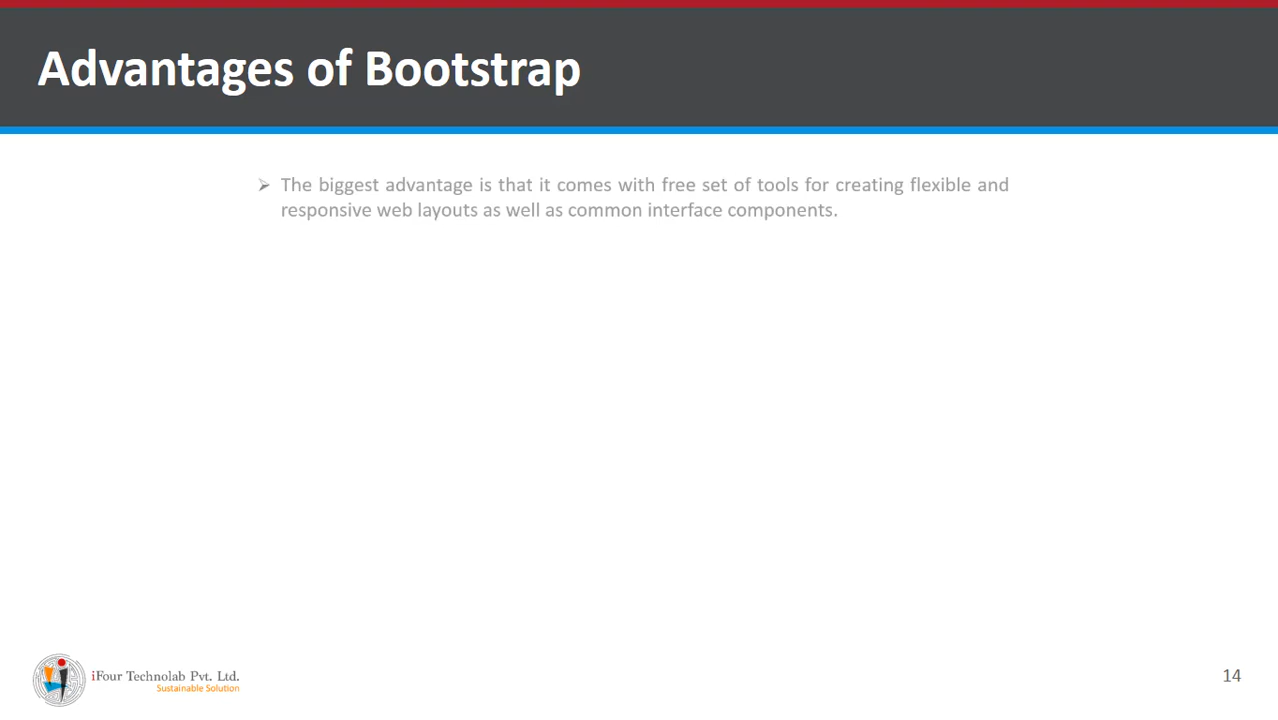 Advantages of Bootstrap
➢ The biggest advantage is that it comes with free set of tools for creating flexible and
responsive web layouts as well as common interface components.
iFour Technolab Pvt. Ltd.
Sustainable Solution
14